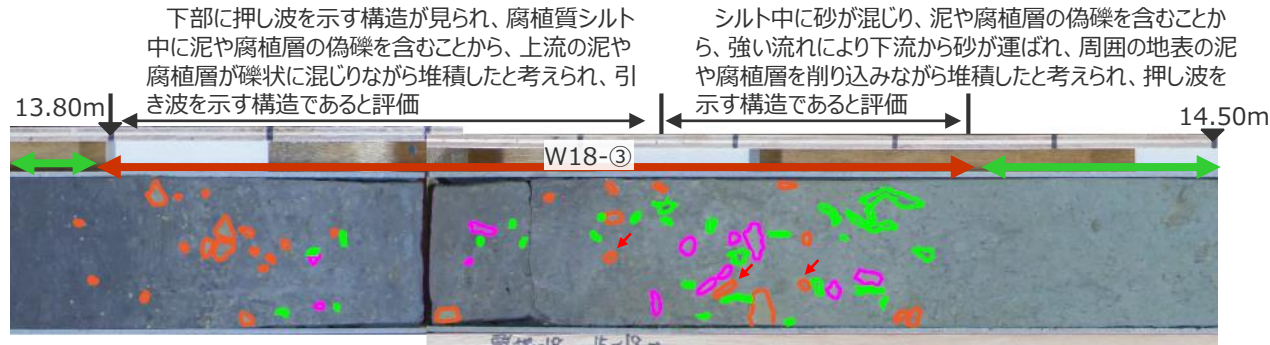 下部に押し波を示す構造が見られ、腐植質シルト
中に泥や腐植層の偽礫を含むことから、上流の泥や
腐植層が礫状に混じりながら堆積したと考えられ、引
き波を示す構造であると評価
シルト中に砂が混じり、泥や腐植層の偽礫を含むことか
ら、強い流れにより下流から砂が運ばれ、周囲の地表の泥
や腐植層を削り込みながら堆積したと考えられ、押し波を
示す構造であると評価
13.80m
14.50m
W18-③